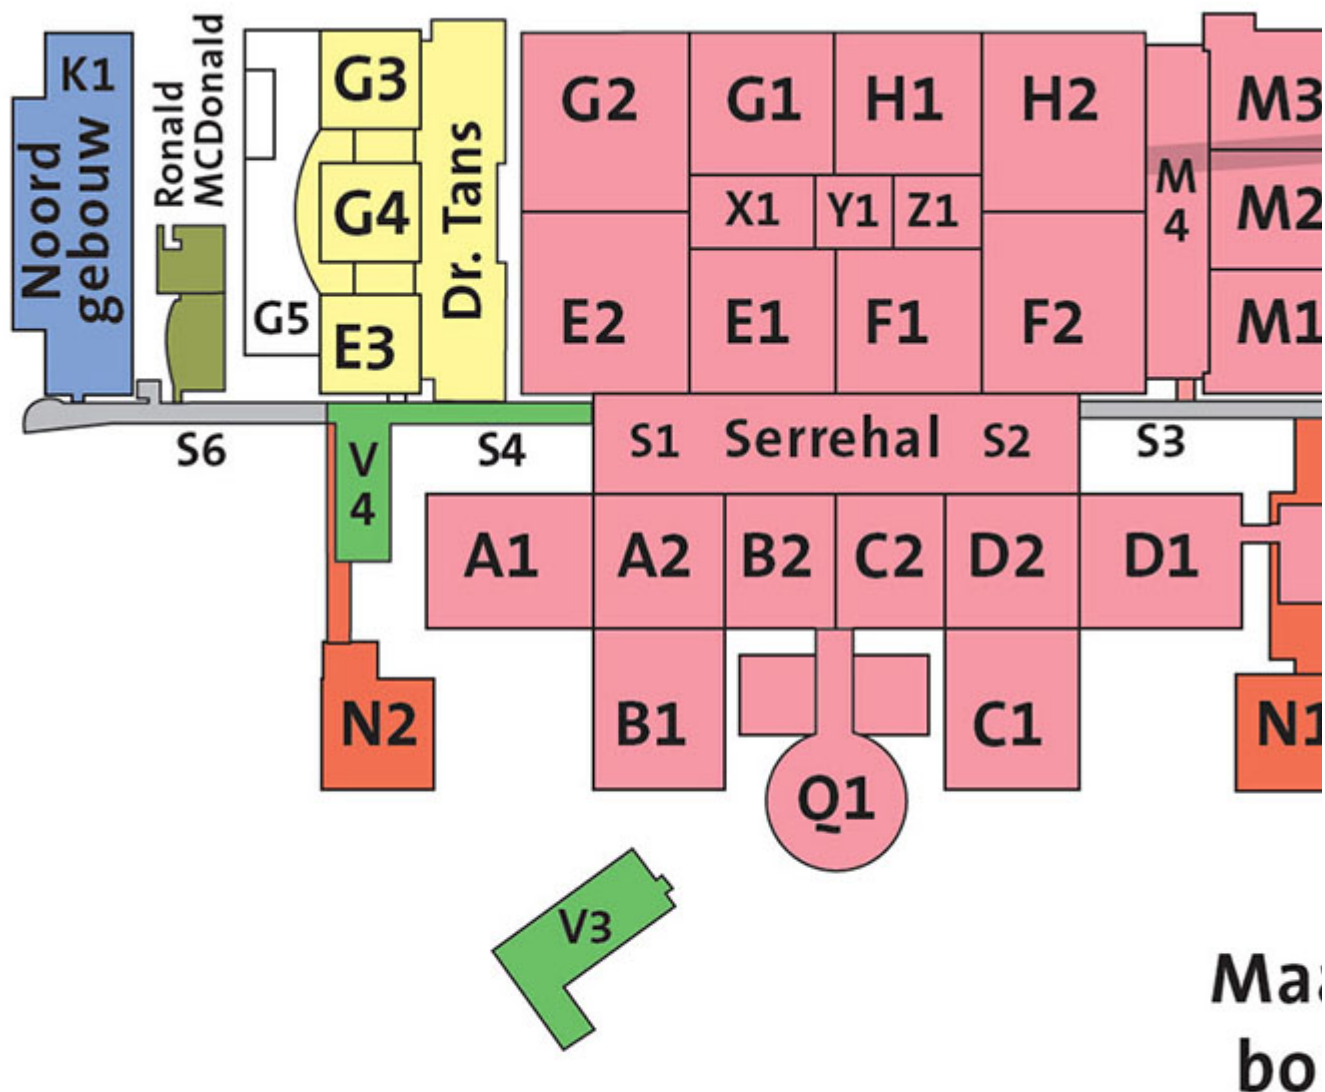 K1
Noord
gebouw
Ronald
MCDonald
G3
G4
G5
E3
Dr. Tans
G2
G1
H1
H2
X1
Y1
Z1
E2
E1
F1
F2
M
4
M3
M2
M1
S6
V
4
S4
S1 Serrehal S2
S3
A1
A2
B2
C2
D2
D1
N2
B1
Q1
C1
N1
V3
Maa
bo